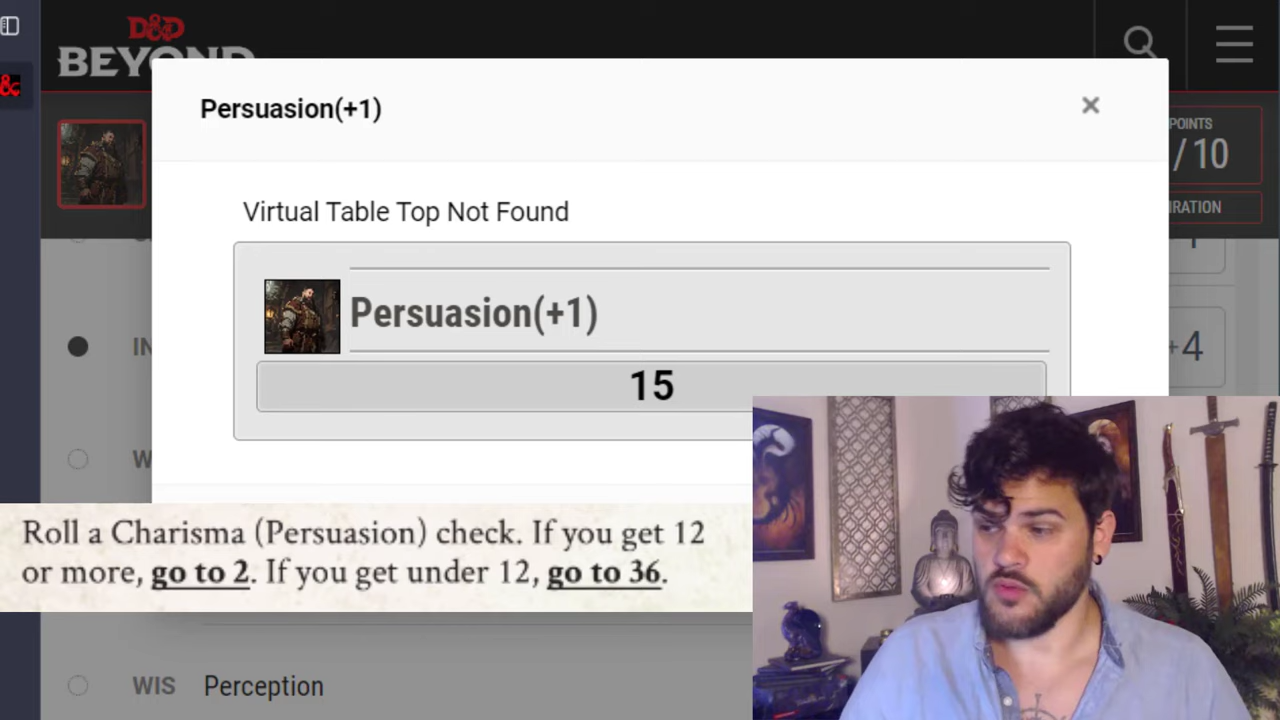 D&D
BEYOND
Persuasion(+1)
×
POINTS
/10
Virtual Table Top Not Found
Persuasion(+1)
15
IN
+4
W
Roll a Charisma (Persuasion) check. If you get 12
or more, go to 2. If you get under 12, go to 36.
WIS Perception